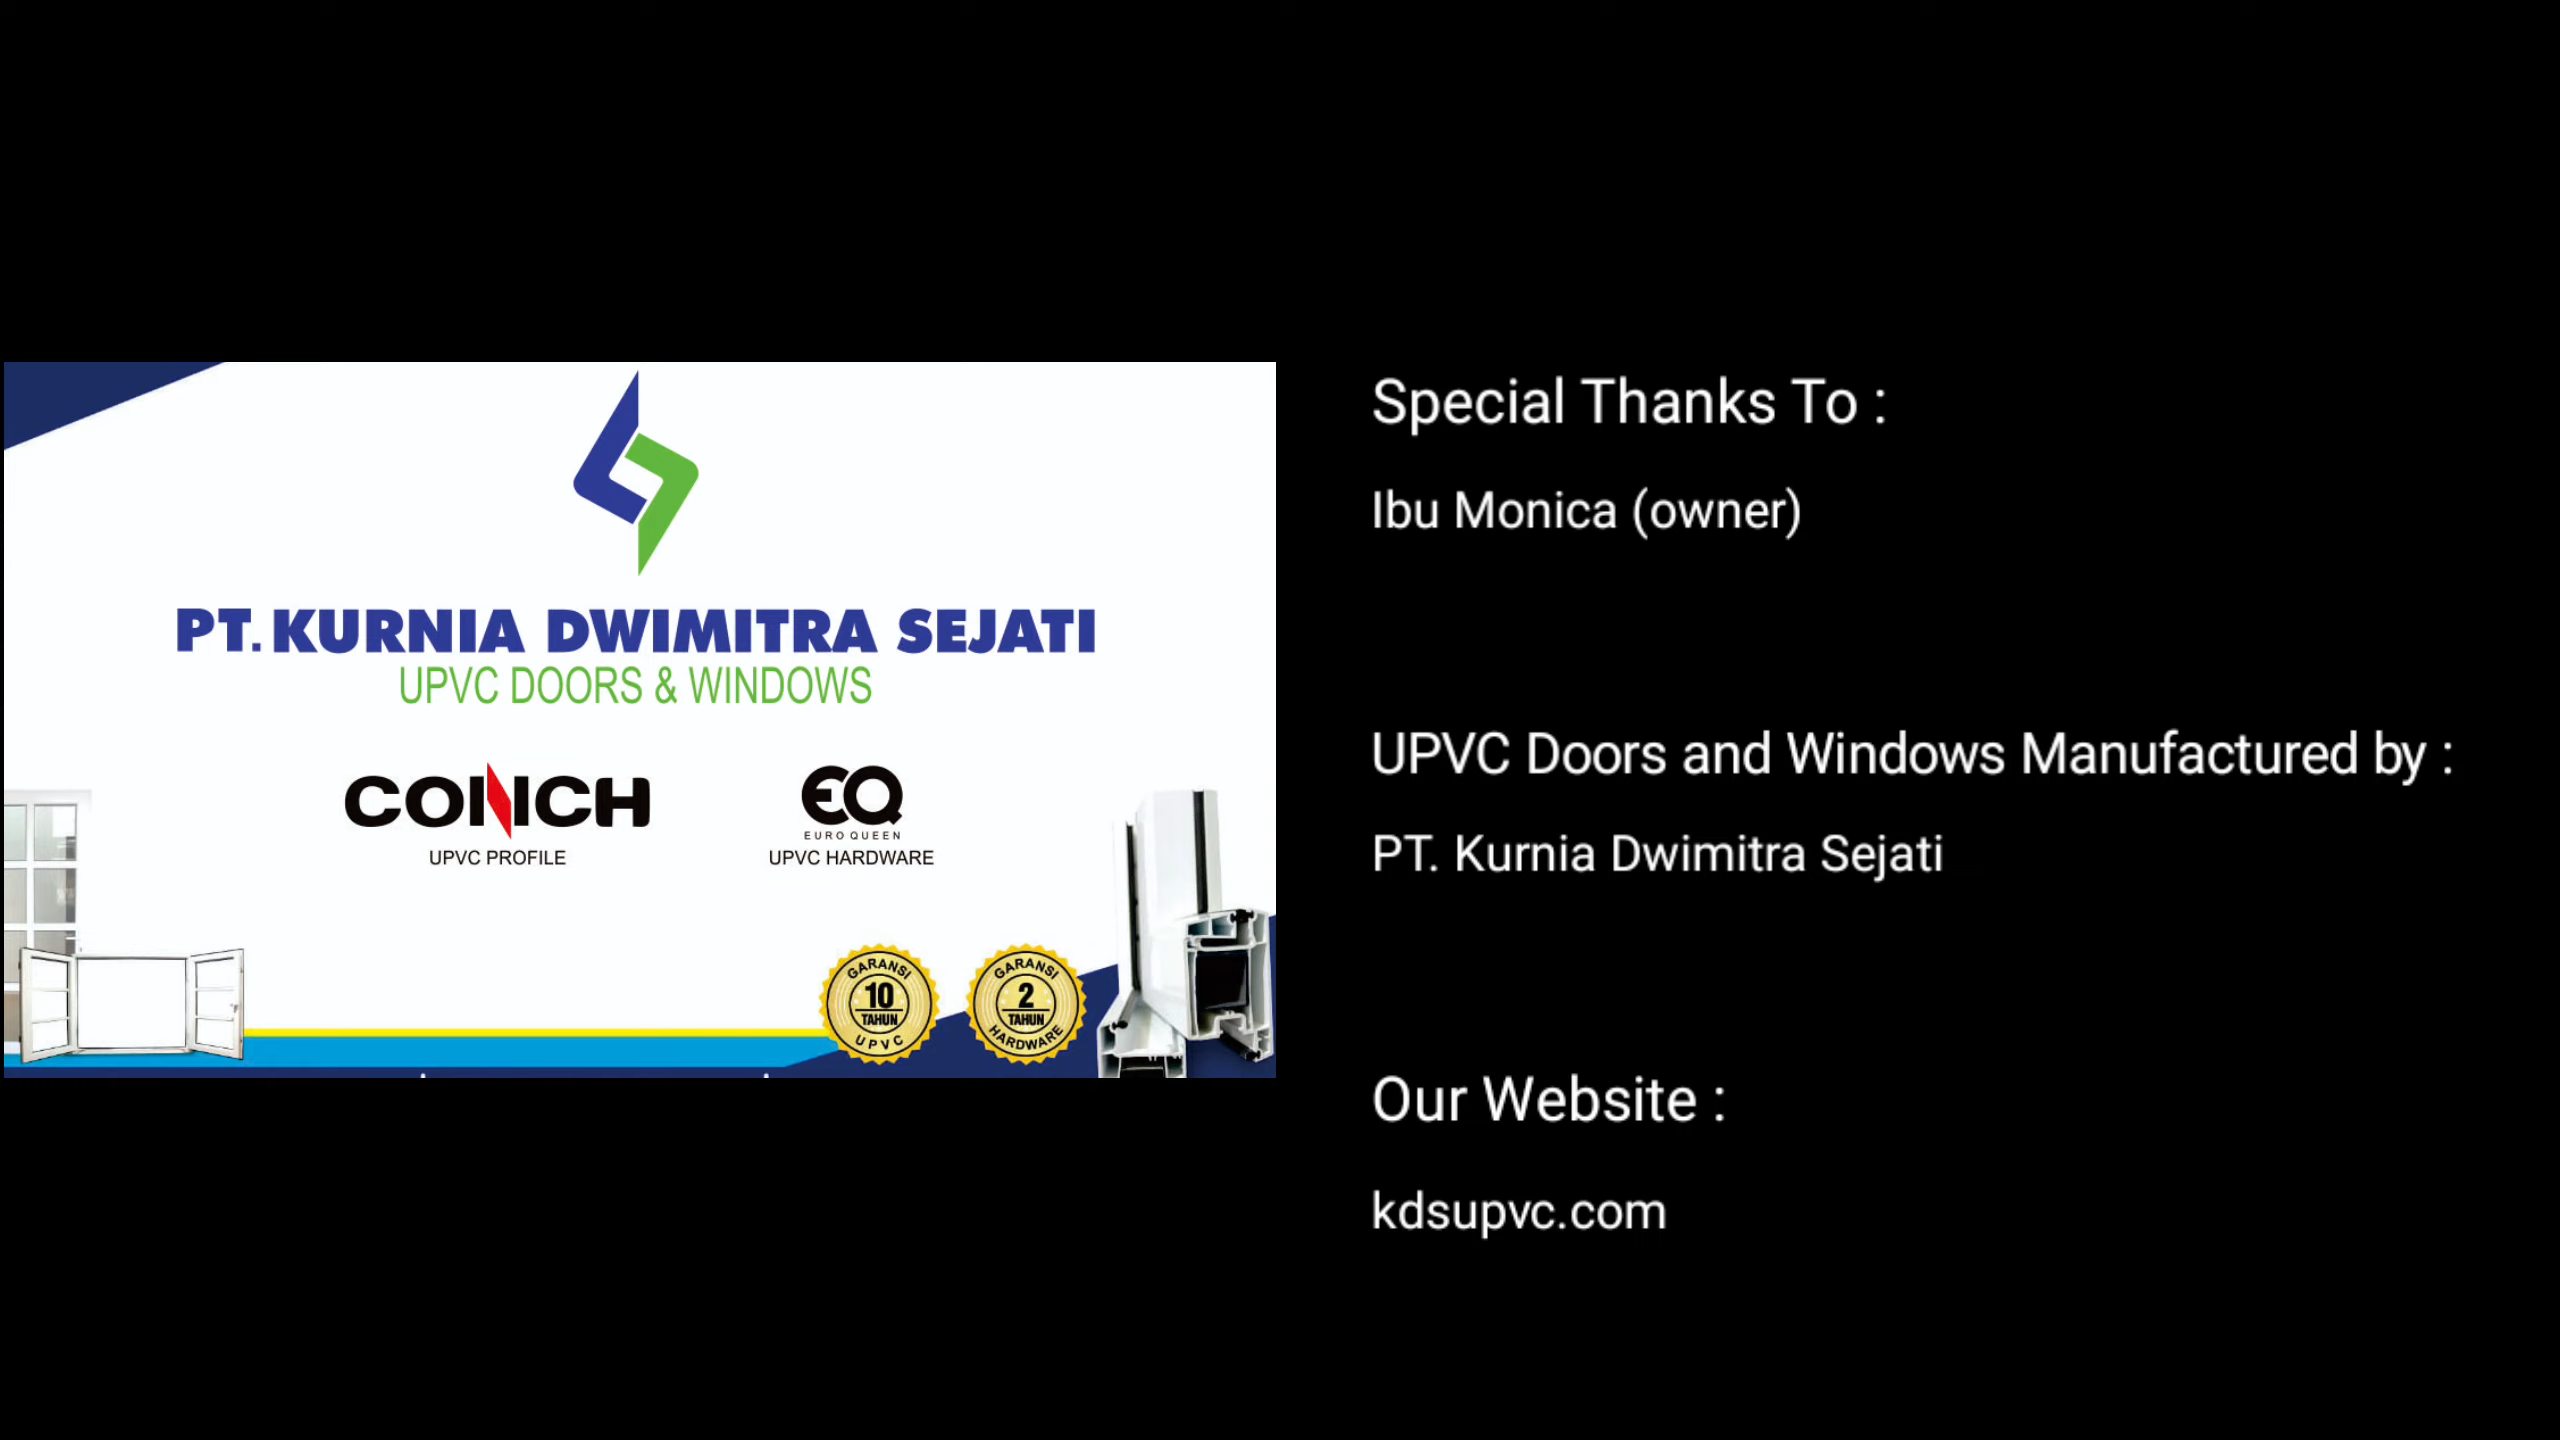 PT. KURNIA DWIMITRA SEJATI
UPVC DOORS & WINDOWS
CONCH
UPVC PROFILE
EQ
EURO QUEEN
UPVC HARDWARE
GARANSI
10
TAHUN
UPVC
GARANSI
2
TAHUN
HARDWARE
Special Thanks To :
Ibu Monica (owner)
UPVC Doors and Windows Manufactured by :
PT. Kurnia Dwimitra Sejati
Our Website :
kdsupvc.com